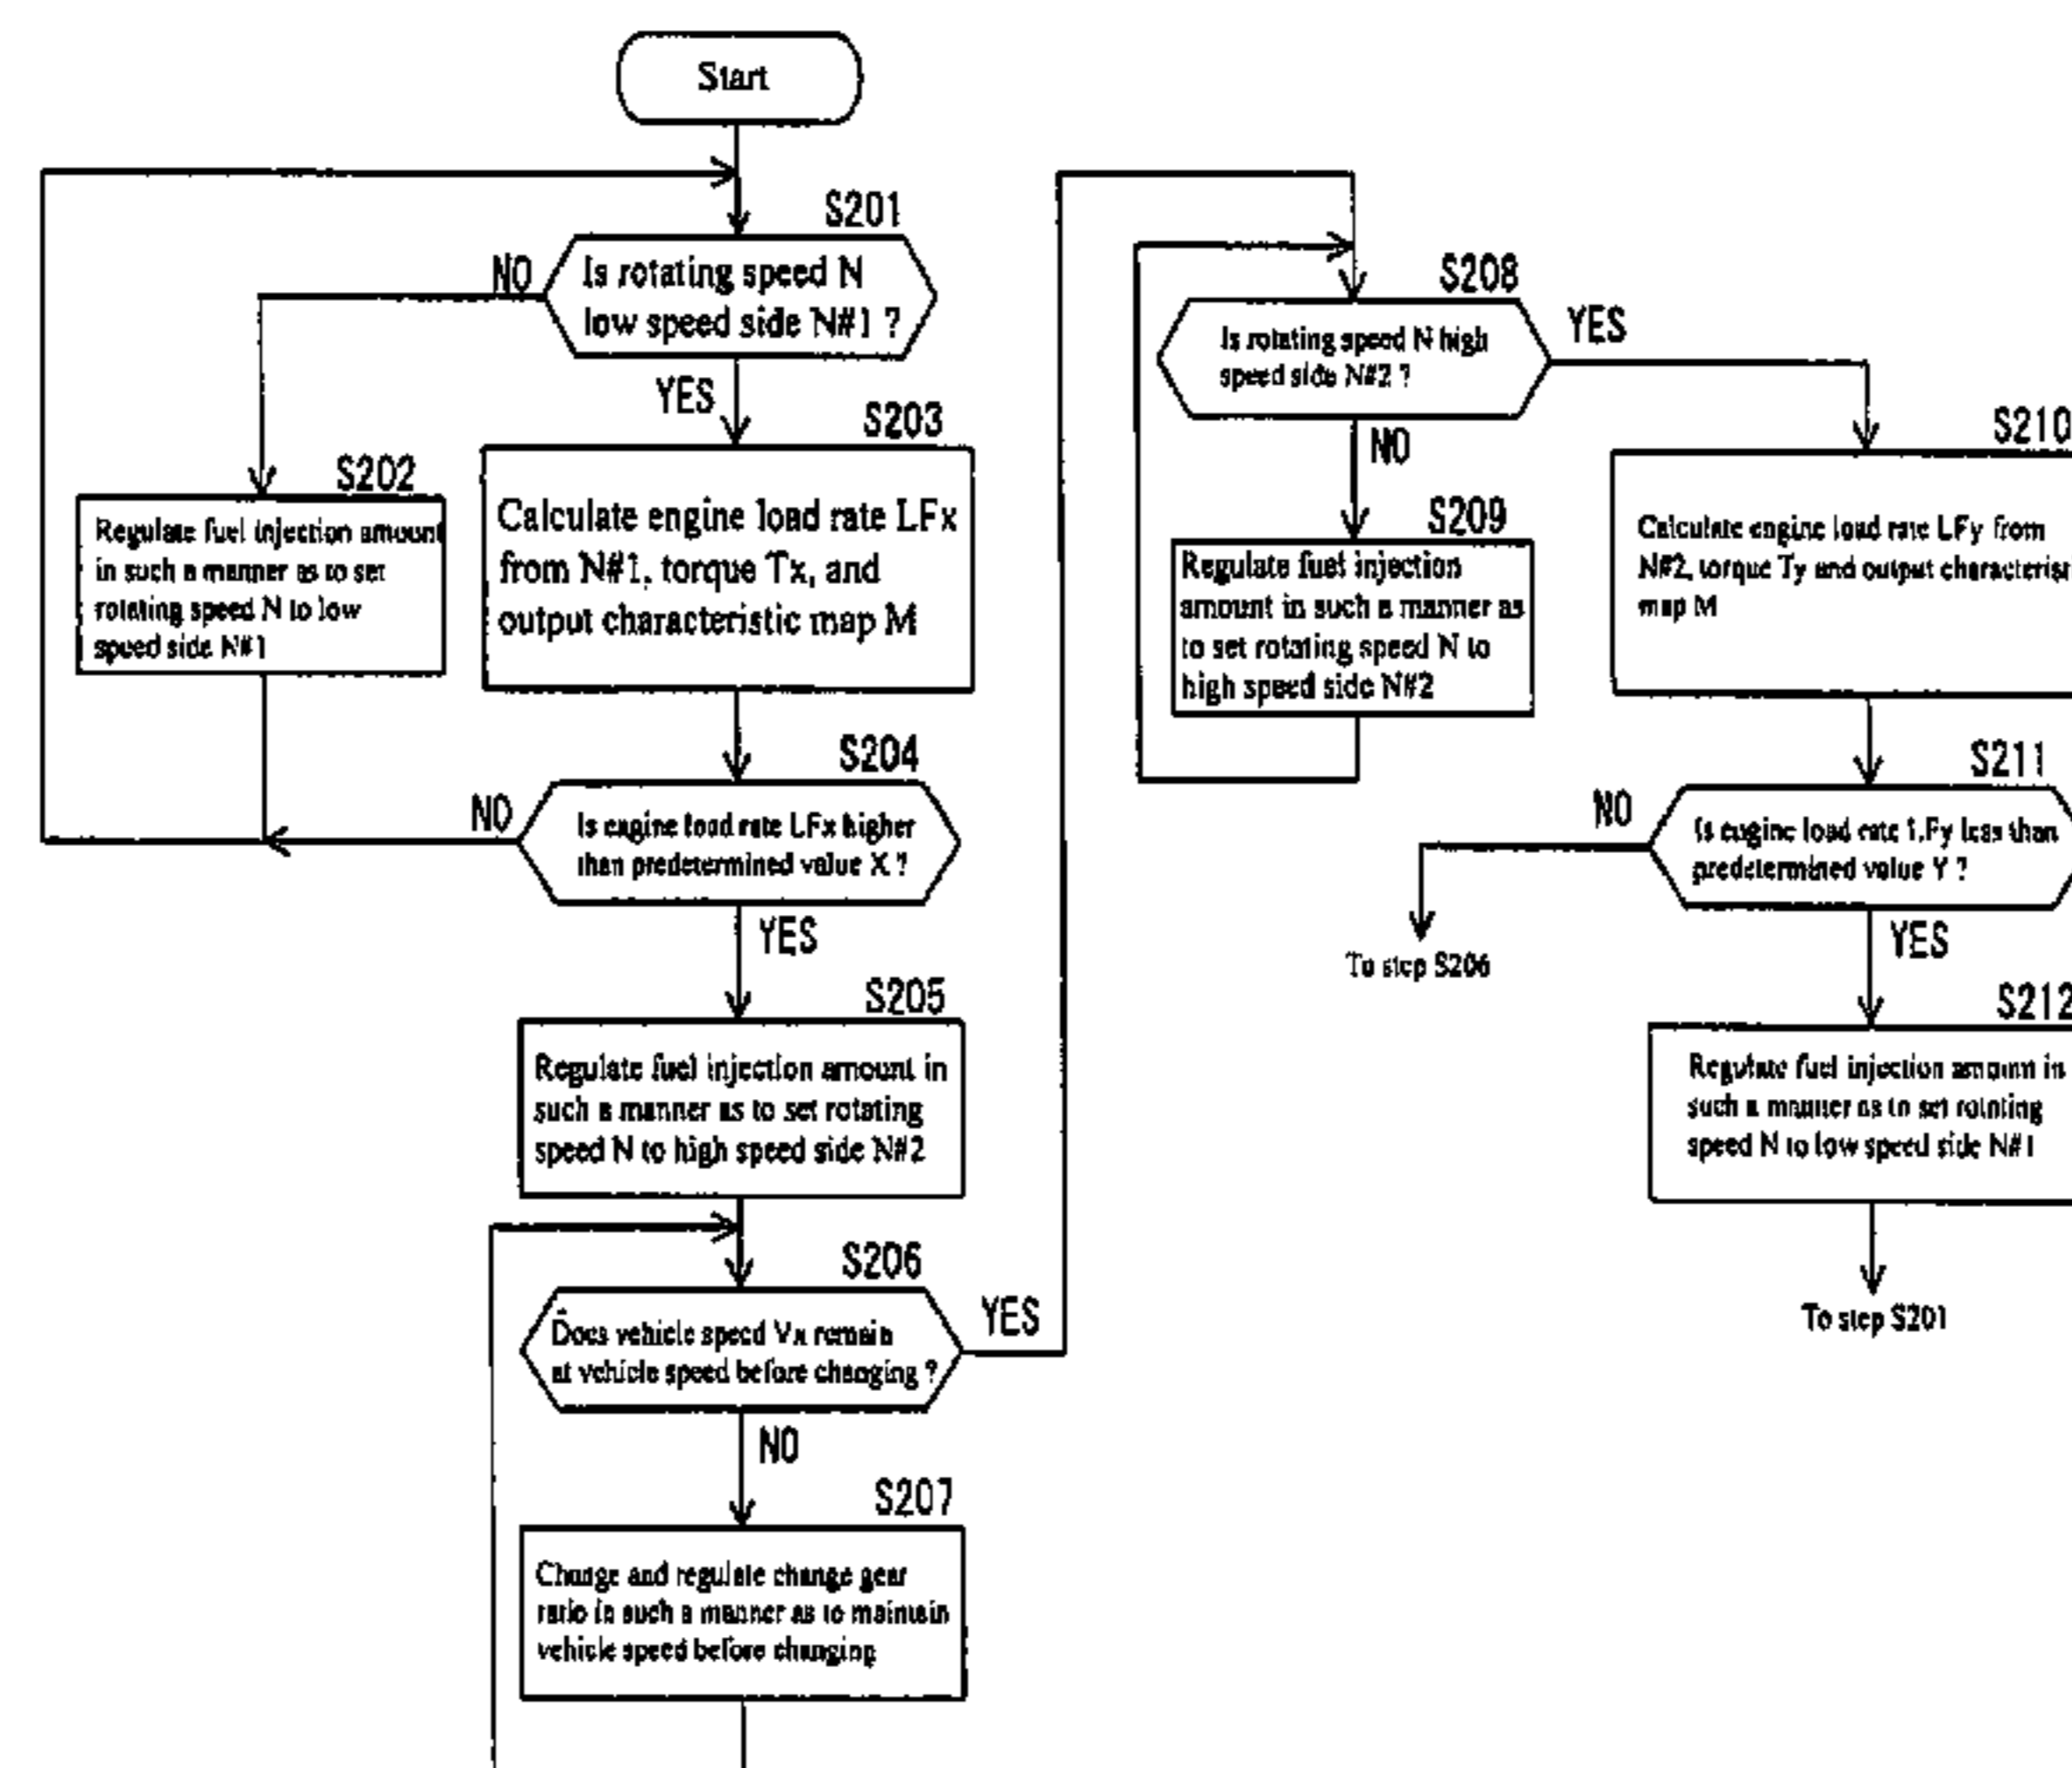 Start
S201
NO
Is rotating speed N
low speed side N#1 ?
YES
S202
Regulate fuel injection amount
in such a manner as to set
rotating speed N to low
speed side N#1
S203
Calculate engine load rate LFx
from N#1, torque Tx, and
output characteristic map M
S204
NO
Is engine load rate LFx higher
than predetermined value X ?
YES
S205
Regulate fuel injection amount in
such a manner as to set rotating
speed N to high speed side N#2
S206
Does vehicle speed Vx remain
at vehicle speed before changing ?
YES
NO
S207
Change and regulate change gear
ratio in such a manner as to maintain
vehicle speed before changing
S208
Is rotating speed N high
speed side N#2 ?
YES
NO
S209
Regulate fuel injection
amount in such a manner as
to set rotating speed N to
high speed side N#2
S210
Calculate engine load rate LFy from
N#2, torque Ty and output characterist
map M
S211
NO
Is engine load rate LFy less than
predetermined value Y ?
To step S206
YES
S212
Regulate fuel injection amount in
such a manner as to set rotating
speed N to low speed side N#1
To step S201